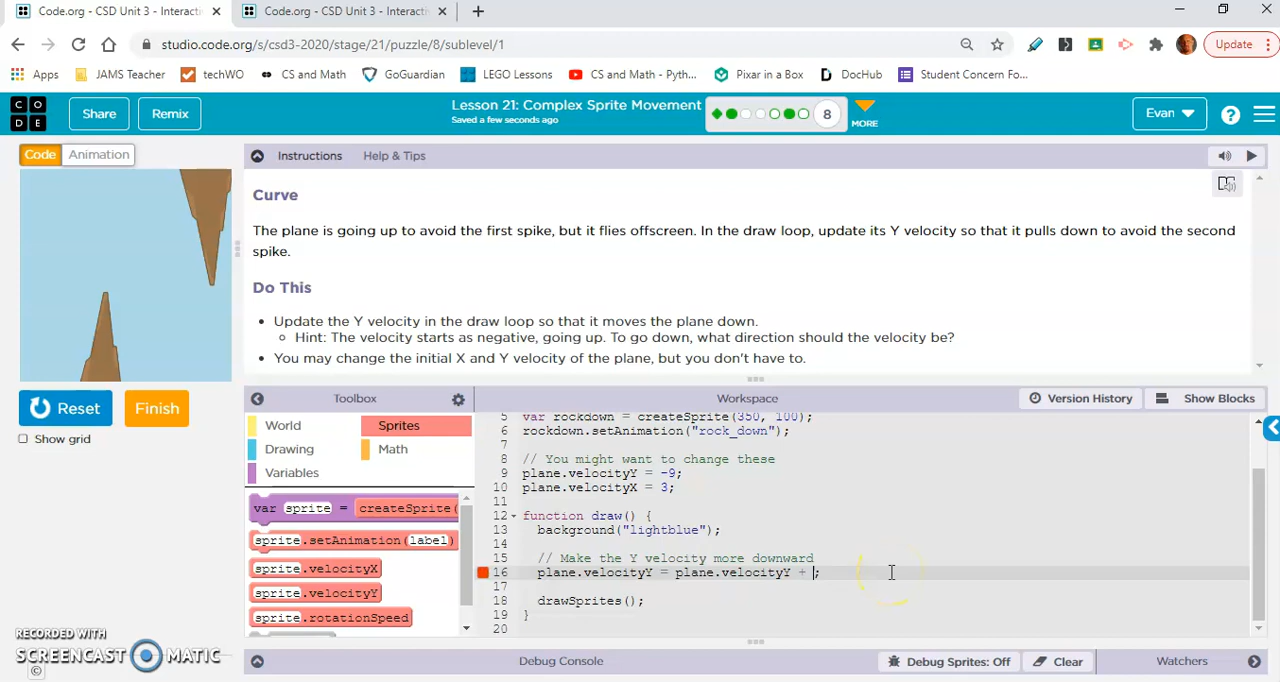 Code.org - CSD Unit 3 - Interactiv
Code.org - CSD Unit 3 - Interacti
studio.code.org/s/csd3-2020/stage/21/puzzle/8/sublevel/1
Update
Apps
JAMS Teacher
techWO
CS and Math
GoGuardian
LEGO Lessons
CS and Math - Pyth...
Pixar in a Box
DocHub
Student Concern Fo...
C O
D E
Share
Remix
Lesson 21: Complex Sprite Movement
Saved a few seconds ago
8
MORE
Evan
?
Code
Animation
Instructions
Help & Tips
Curve
The plane is going up to avoid the first spike, but it flies offscreen. In the draw loop, update its Y velocity so that it pulls down to avoid the second
spike.
Do This
Update the Y velocity in the draw loop so that it moves the plane down.
Hint: The velocity starts as negative, going up. To go down, what direction should the velocity be?
You may change the initial X and Y velocity of the plane, but you don't have to.
Reset
Finish
Show grid
Toolbox
Workspace
Version History
Show Blocks
World
Sprites
Drawing
Math
Variables
var sprite = createSprite(
sprite.setAnimation(label)
sprite.velocityX
sprite.velocityY
sprite.rotationSpeed
5 var rockdown = createSprite(350, 100);
6 rockdown.setAnimation("rock_down");
7
8 // You might want to change these
9 plane.velocityY = -9;
10 plane.velocityX = 3;
11
12 function draw() {
13 background("lightblue");
14
15 // Make the Y velocity more downward
16 plane.velocityY = plane.velocityY + ;
17
18 drawSprites();
19 }
20
RECORDED WITH
SCREENCAST MATIC
©
Debug Console
Debug Sprites: Off
Clear
Watchers